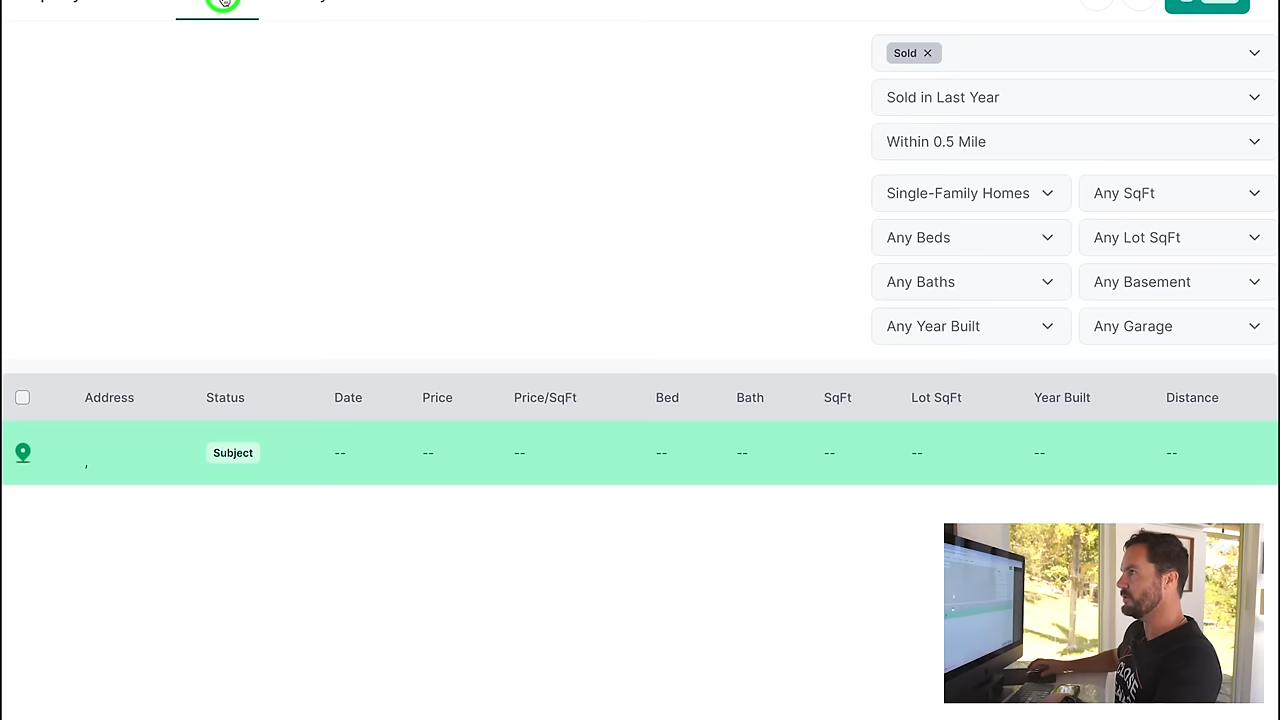 Sold
Sold in Last Year
Within 0.5 Mile
Single-Family Homes Any SqFt
Any Beds Any Lot SqFt
Any Baths Any Basement
Any Year Built Any Garage
Address Status Date Price Price/SqFt Bed Bath SqFt Lot SqFt Year Built Distance
, Subject -- -- -- -- -- -- -- -- --